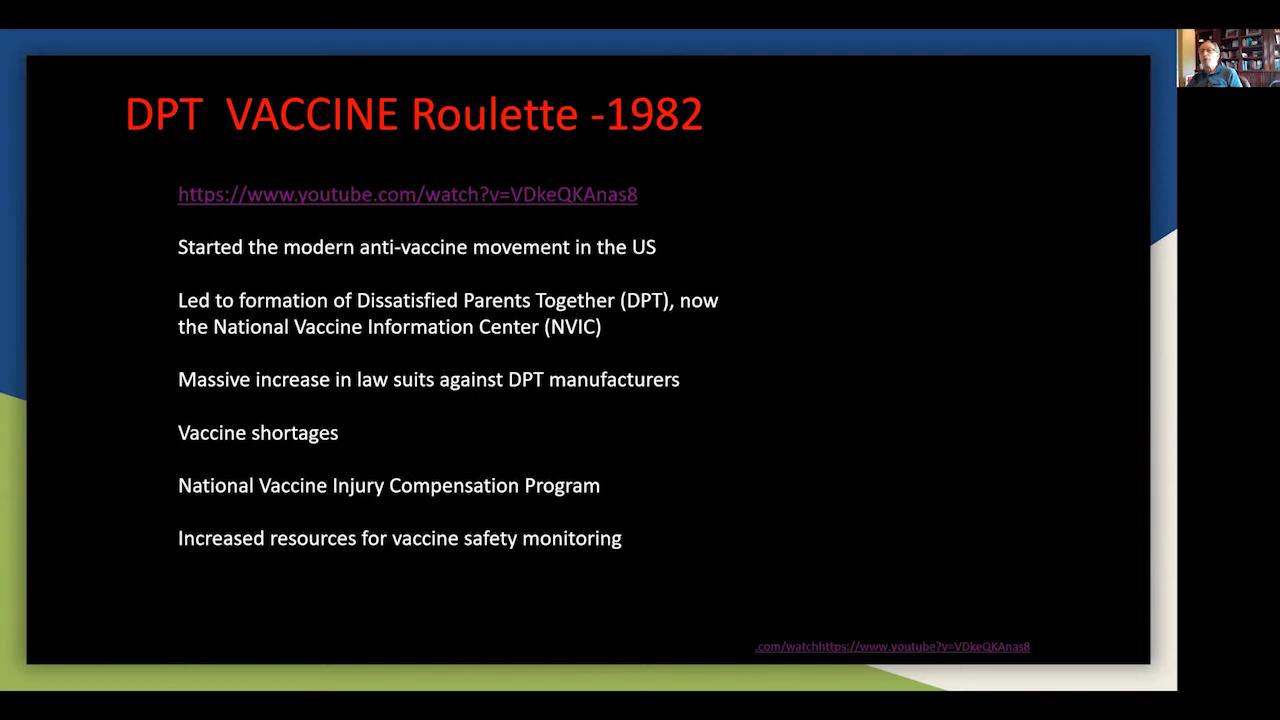 DPT VACCINE Roulette -1982
https://www.youtube.com/watch?v=VDkeQKAnas8
Started the modern anti-vaccine movement in the US
Led to formation of Dissatisfied Parents Together (DPT), now
the National Vaccine Information Center (NVIC)
Massive increase in law suits against DPT manufacturers
Vaccine shortages
National Vaccine Injury Compensation Program
Increased resources for vaccine safety monitoring
.com/watchhttps://www.youtube?v=VDkeQKAnas8